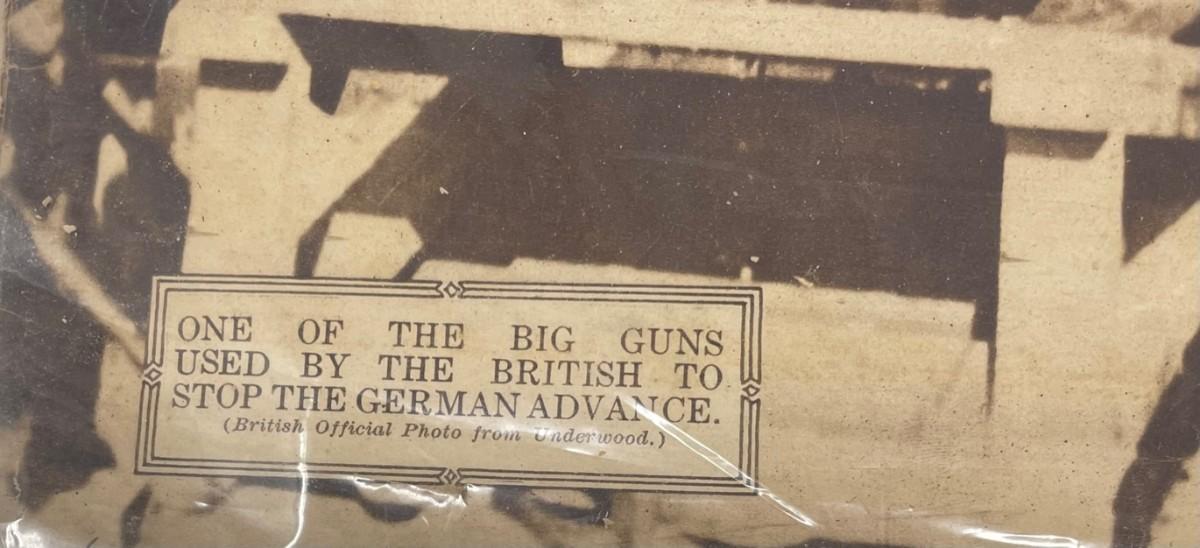 ONE OF THE BIG GUNS
USED BY THE BRITISH TO
STOP THE GERMAN ADVANCE.
(British Official Photo from Underwood.)